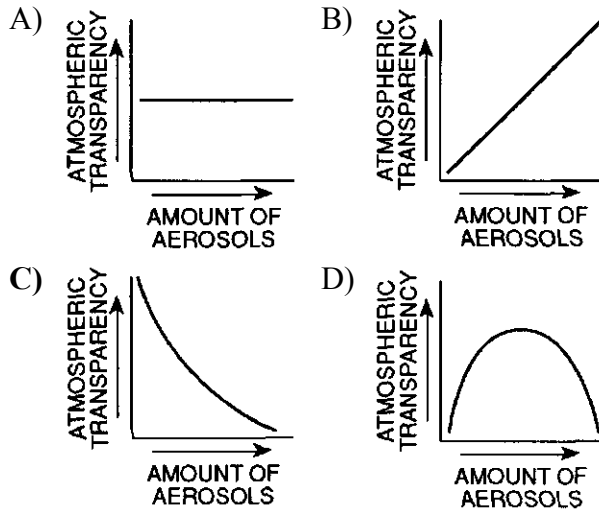 A)
ATMOSPHERIC
TRANSPARENCY
AMOUNT OF
AEROSOLS
B)
ATMOSPHERIC
TRANSPARENCY
AMOUNT OF
AEROSOLS
C)
ATMOSPHERIC
TRANSPARENCY
AMOUNT OF
AEROSOLS
D)
ATMOSPHERIC
TRANSPARENCY
AMOUNT OF
AEROSOLS